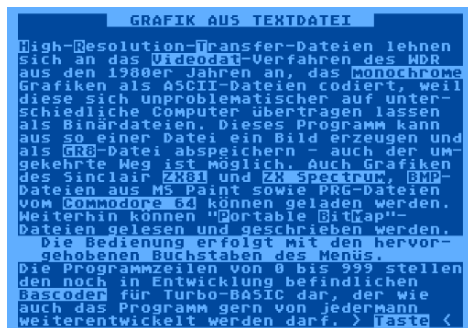 GRAFIK AUS TEXTDATEI
High-Resolution-Transfer-Dateien lehnen
sich an das Videodat-Verfahren des WDR
aus den 1980er Jahren an, das monochrome
Grafiken als ASCII-Dateien codiert, weil
diese sich unproblematischer auf unter-
schiedliche Computer übertragen lassen
als Binärdateien. Dieses Programm kann
aus so einer Datei ein Bild erzeugen und
als GR8-Datei abspeichern - auch der um-
gekehrte Weg ist möglich. Auch Grafiken
des Sinclair ZX81 und ZX Spectrum, BMP-
Dateien aus MS Paint sowie PRG-Dateien
vom Commodore 64 können geladen werden.
Weiterhin können "Portable BitMap"-
Dateien gelesen und geschrieben werden.
Die Bedienung erfolgt mit den hervor-
gehobenen Buchstaben des Menüs.
Die Programmzeilen von 0 bis 999 stellen
den noch in Entwicklung befindlichen
Bascoder für Turbo-BASIC dar, der wie
auch das Programm gern von jedermann
weiterentwickelt werden darf. > Taste <